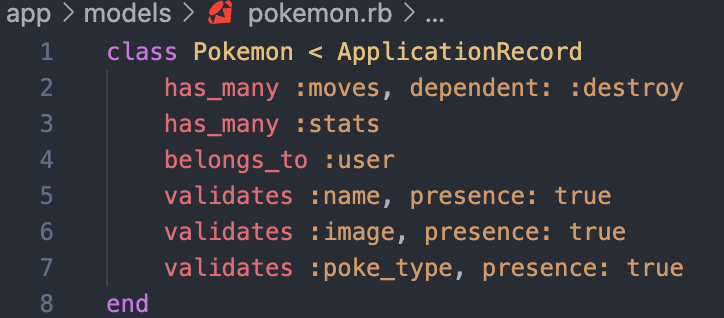 app > models > pokemon.rb > ...
1 class Pokemon < ApplicationRecord
2 has_many :moves, dependent: :destroy
3 has_many :stats
4 belongs_to :user
5 validates :name, presence: true
6 validates :image, presence: true
7 validates :poke_type, presence: true
8 end